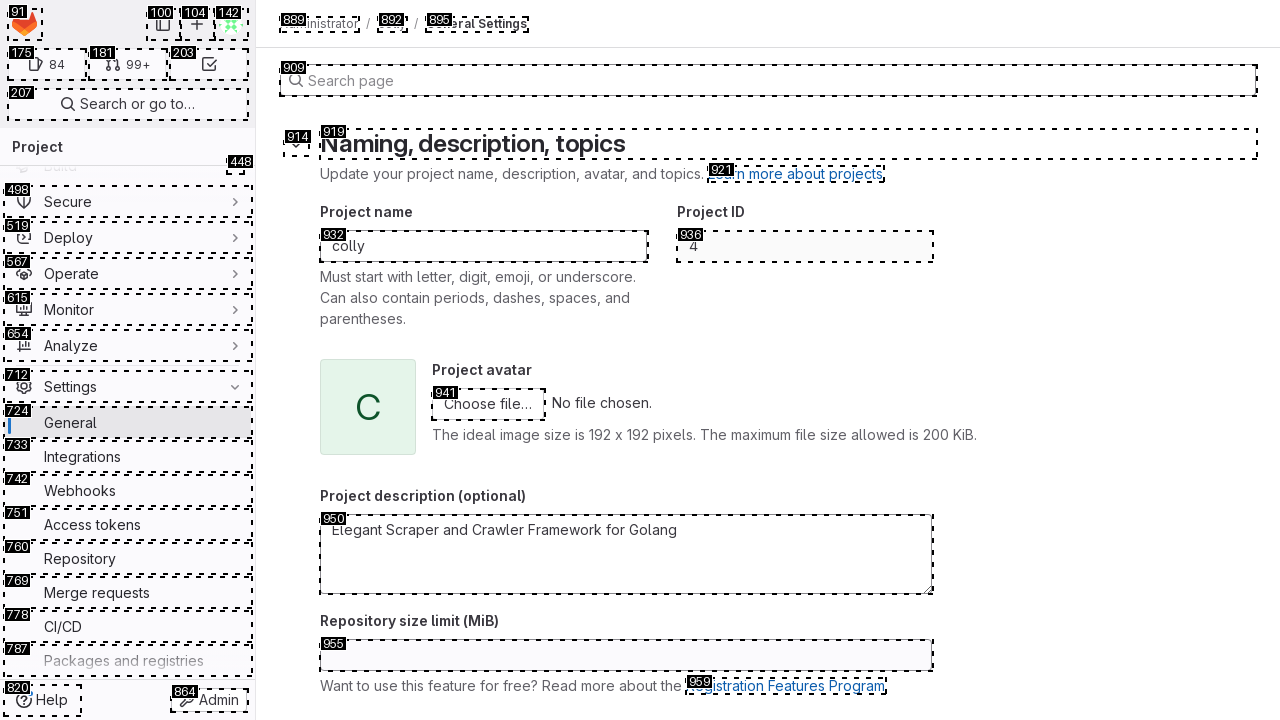 91
100
104
142
175
84
181
99+
203
207
Search or go to…
Project
448
Build
498
Secure
519
Deploy
567
Operate
615
Monitor
654
Analyze
712
Settings
724
General
733
Integrations
742
Webhooks
751
Access tokens
760
Repository
769
Merge requests
778
CI/CD
787
Packages and registries
820
Help
864
Admin
889
Administrator
/
892
/
895
General Settings
909
Search page
914
919
Naming, description, topics
Update your project name, description, avatar, and topics. 921 Learn more about projects.
Project name
932
colly
Must start with letter, digit, emoji, or underscore.
Can also contain periods, dashes, spaces, and
parentheses.
Project ID
936
4
C
Project avatar
941
Choose file… No file chosen.
The ideal image size is 192 x 192 pixels. The maximum file size allowed is 200 KiB.
Project description (optional)
950
Elegant Scraper and Crawler Framework for Golang
Repository size limit (MiB)
955
Want to use this feature for free? Read more about the 959 Registration Features Program.